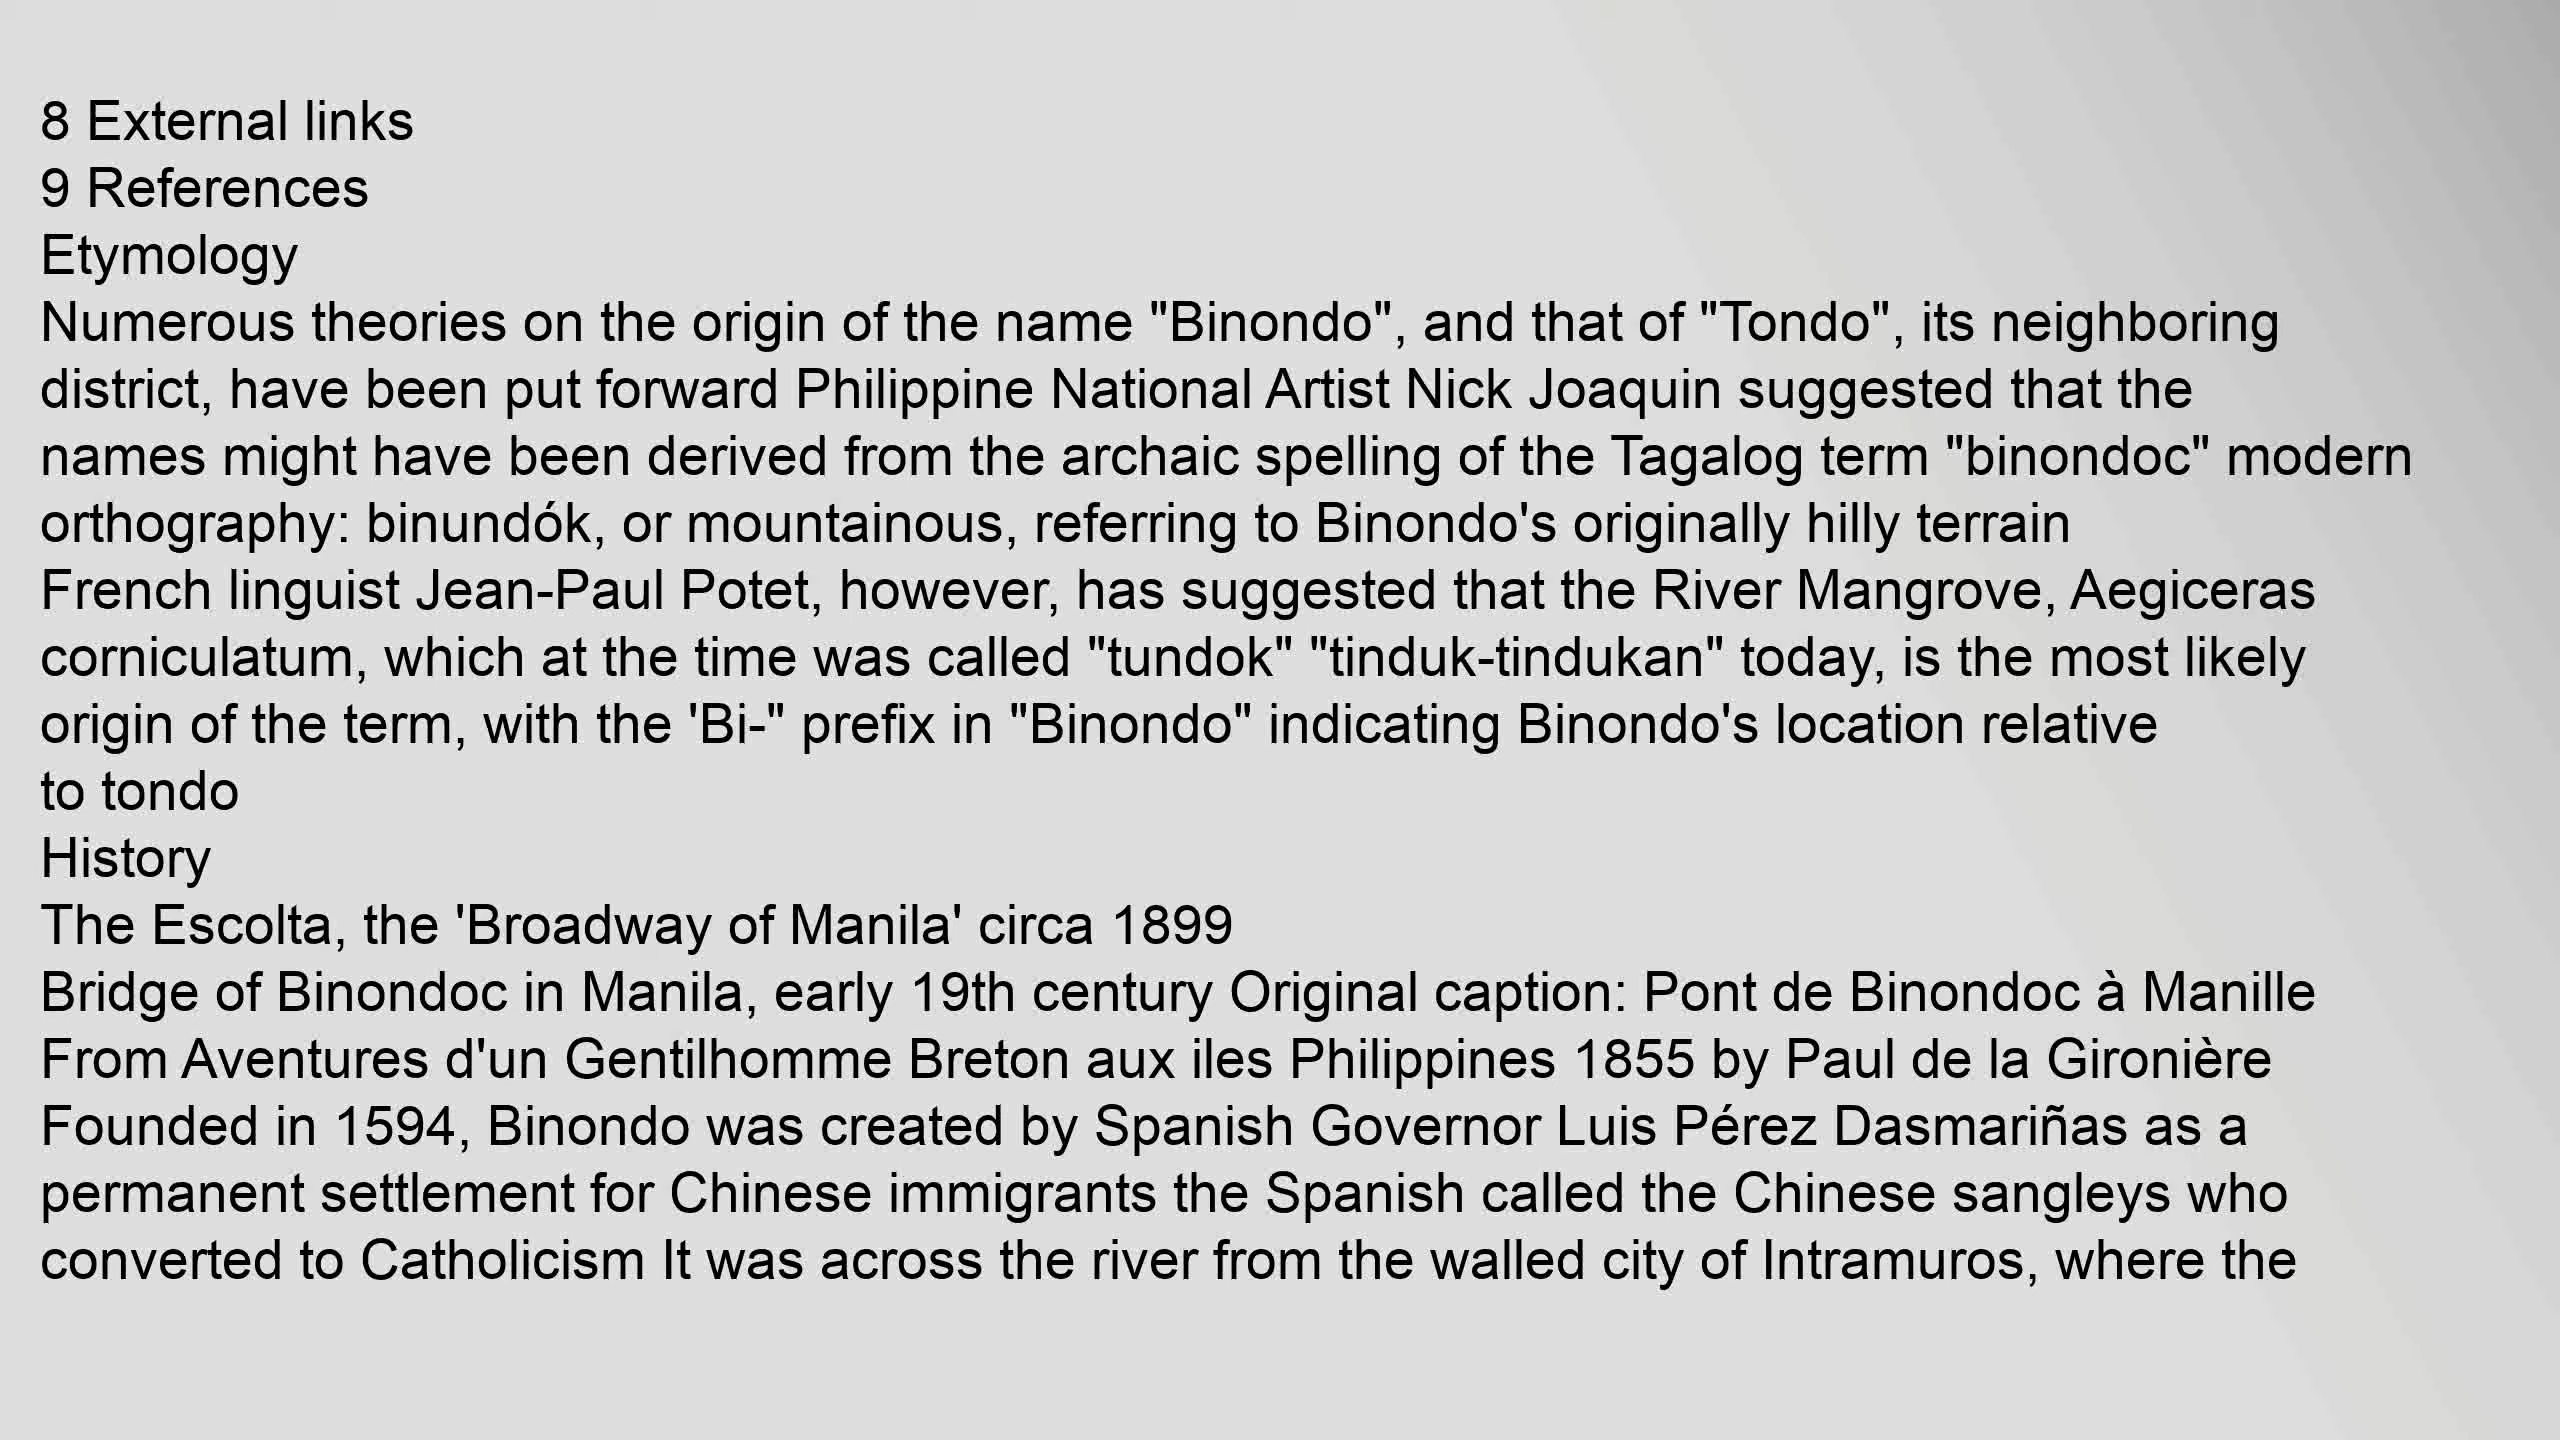 8 External links
9 References
Etymology
Numerous theories on the origin of the name "Binondo", and that of "Tondo", its neighboring
district, have been put forward Philippine National Artist Nick Joaquin suggested that the
names might have been derived from the archaic spelling of the Tagalog term "binondoc" modern
orthography: binundók, or mountainous, referring to Binondo's originally hilly terrain
French linguist Jean-Paul Potet, however, has suggested that the River Mangrove, Aegiceras
corniculatum, which at the time was called "tundok" "tinduk-tindukan" today, is the most likely
origin of the term, with the 'Bi-" prefix in "Binondo" indicating Binondo's location relative
to tondo
History
The Escolta, the 'Broadway of Manila' circa 1899
Bridge of Binondoc in Manila, early 19th century Original caption: Pont de Binondoc à Manille
From Aventures d'un Gentilhomme Breton aux iles Philippines 1855 by Paul de la Gironière
Founded in 1594, Binondo was created by Spanish Governor Luis Pérez Dasmariñas as a
permanent settlement for Chinese immigrants the Spanish called the Chinese sangleys who
converted to Catholicism It was across the river from the walled city of Intramuros, where the